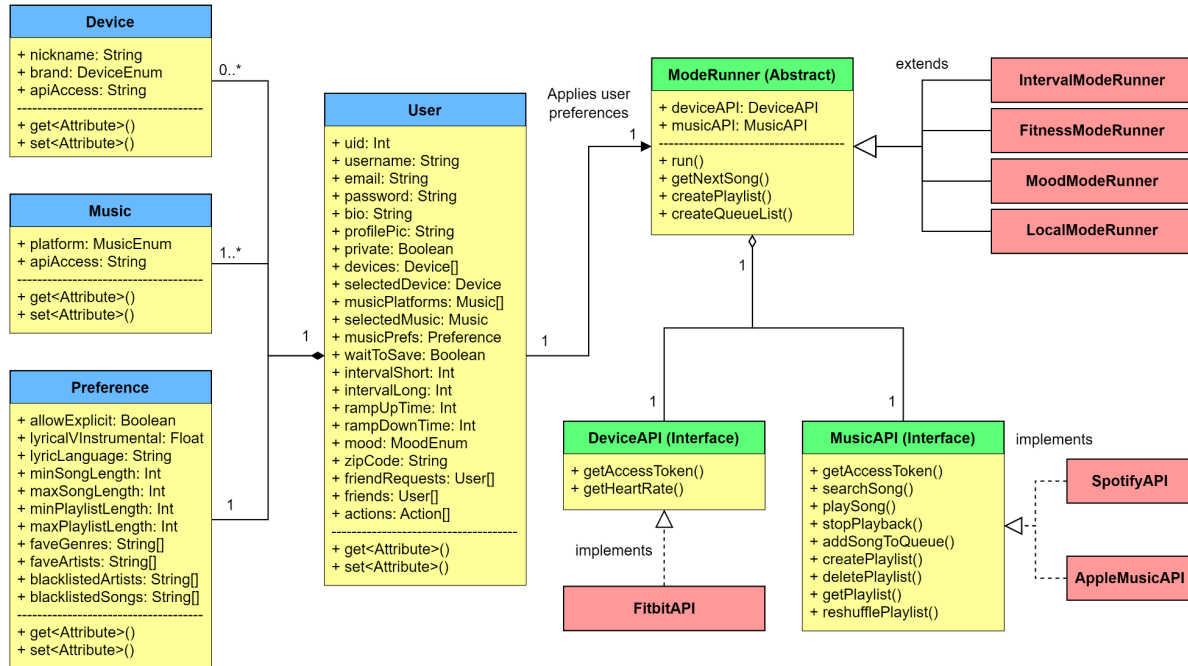 Device
+ nickname: String
+ brand: DeviceEnum
+ apiAccess: String
--------------------------------
+ get<Attribute>()
+ set<Attribute>()
0..*
Music
+ platform: MusicEnum
+ apiAccess: String
--------------------------------
+ get<Attribute>()
+ set<Attribute>()
1..*
Preference
+ allowExplicit: Boolean
+ lyricalVInstrumental: Float
+ lyricLanguage: String
+ minSongLength: Int
+ maxSongLength: Int
+ minPlaylistLength: Int
+ maxPlaylistLength: Int
+ faveGenres: String[]
+ faveArtists: String[]
+ blacklistedArtists: String[]
+ blacklistedSongs: String[]
--------------------------------
+ get<Attribute>()
+ set<Attribute>()
1
1
User
+ uid: Int
+ username: String
+ email: String
+ password: String
+ bio: String
+ profilePic: String
+ private: Boolean
+ devices: Device[]
+ selectedDevice: Device
+ musicPlatforms: Music[]
+ selectedMusic: Music
+ musicPrefs: Preference
+ waitToSave: Boolean
+ intervalShort: Int
+ intervalLong: Int
+ rampUpTime: Int
+ rampDownTime: Int
+ mood: MoodEnum
+ zipCode: String
+ friendRequests: User[]
+ friends: User[]
+ actions: Action[]
--------------------------------
+ get<Attribute>()
+ set<Attribute>()
1
Applies user
preferences
1
ModeRunner (Abstract)
+ deviceAPI: DeviceAPI
+ musicAPI: MusicAPI
--------------------------------
+ run()
+ getNextSong()
+ createPlaylist()
+ createQueueList()
extends
IntervalModeRunner
FitnessModeRunner
MoodModeRunner
LocalModeRunner
1
1
1
DeviceAPI (Interface)
+ getAccessToken()
+ getHeartRate()
implements
FitbitAPI
MusicAPI (Interface)
+ getAccessToken()
+ searchSong()
+ playSong()
+ stopPlayback()
+ addSongToQueue()
+ createPlaylist()
+ deletePlaylist()
+ getPlaylist()
+ reshufflePlaylist()
implements
SpotifyAPI
AppleMusicAPI